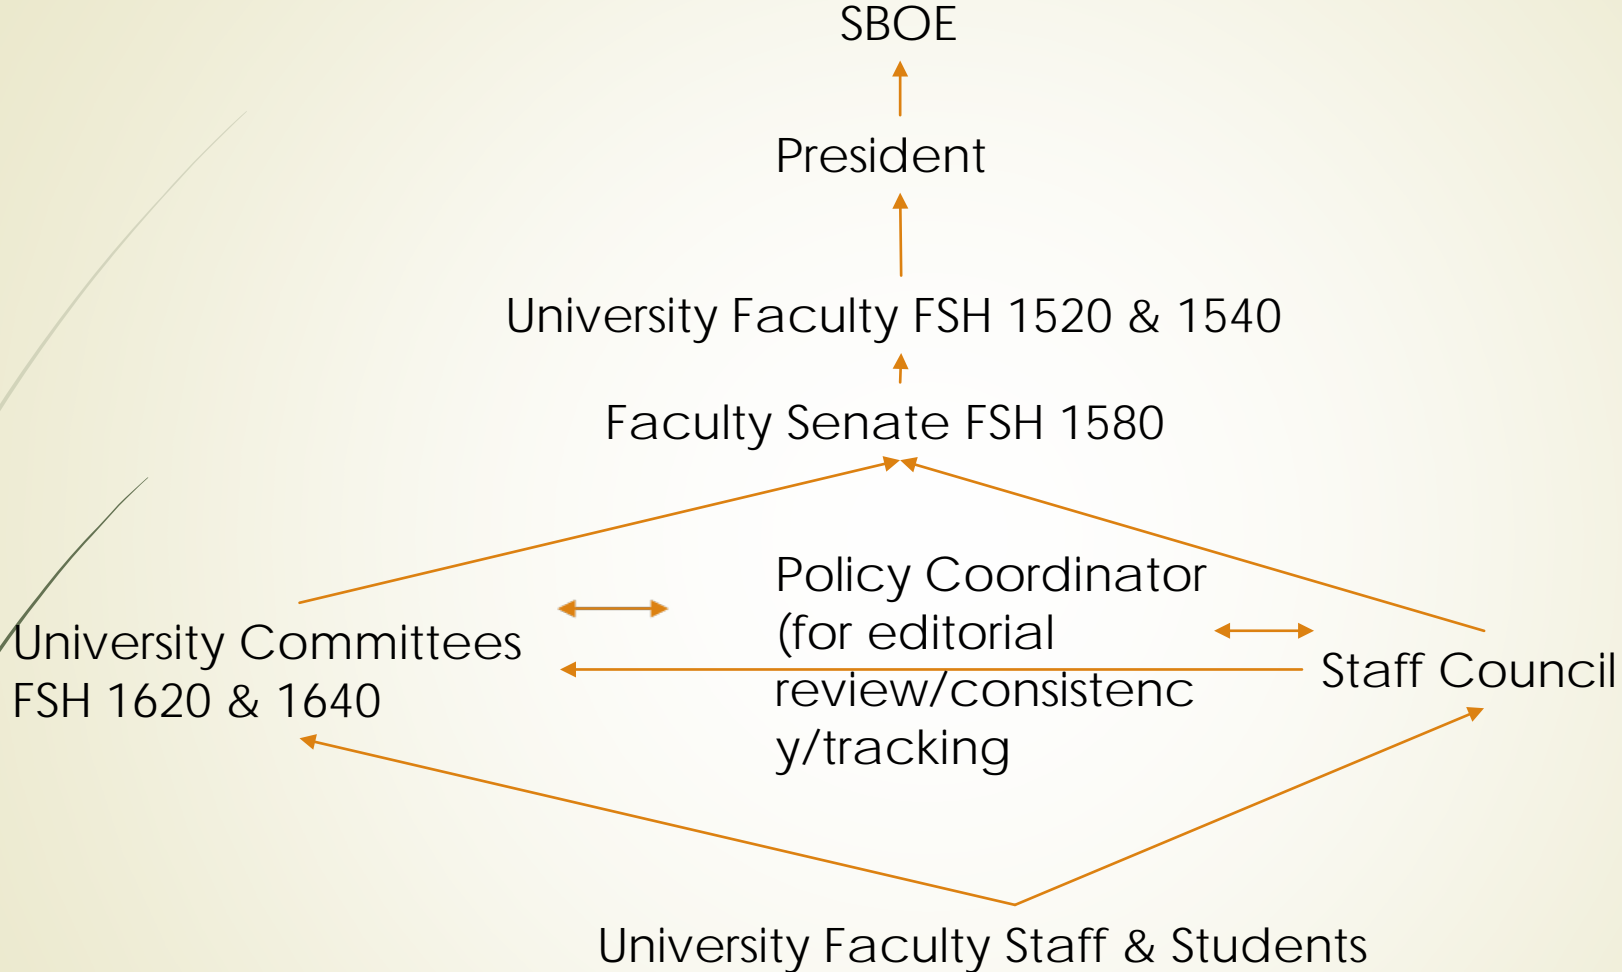 SBOE
President
University Faculty FSH 1520 & 1540
Faculty Senate FSH 1580
Policy Coordinator
(for editorial
review/consistenc
y/tracking
University Committees
FSH 1620 & 1640
Staff Council
University Faculty Staff & Students